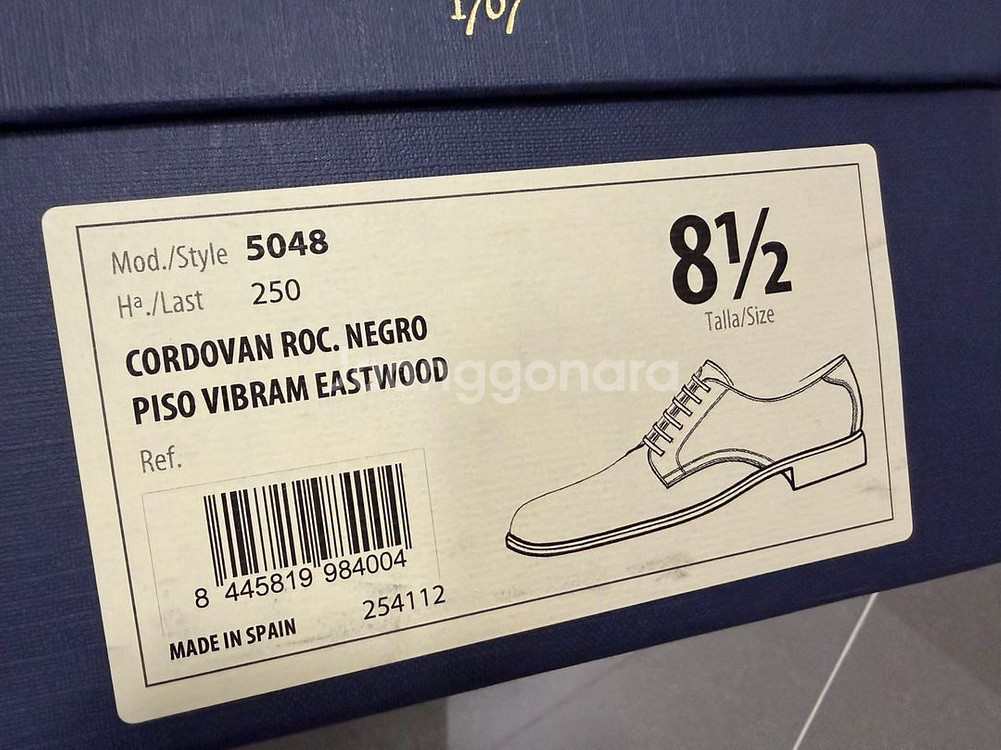 Mod./Style 5048
Hª./Last 250
CORDOVAN ROC. NEGRO
PISO VIBRAM EASTWOOD
Ref.
8 445819 984004
254112
MADE IN SPAIN
8½
Talla/Size